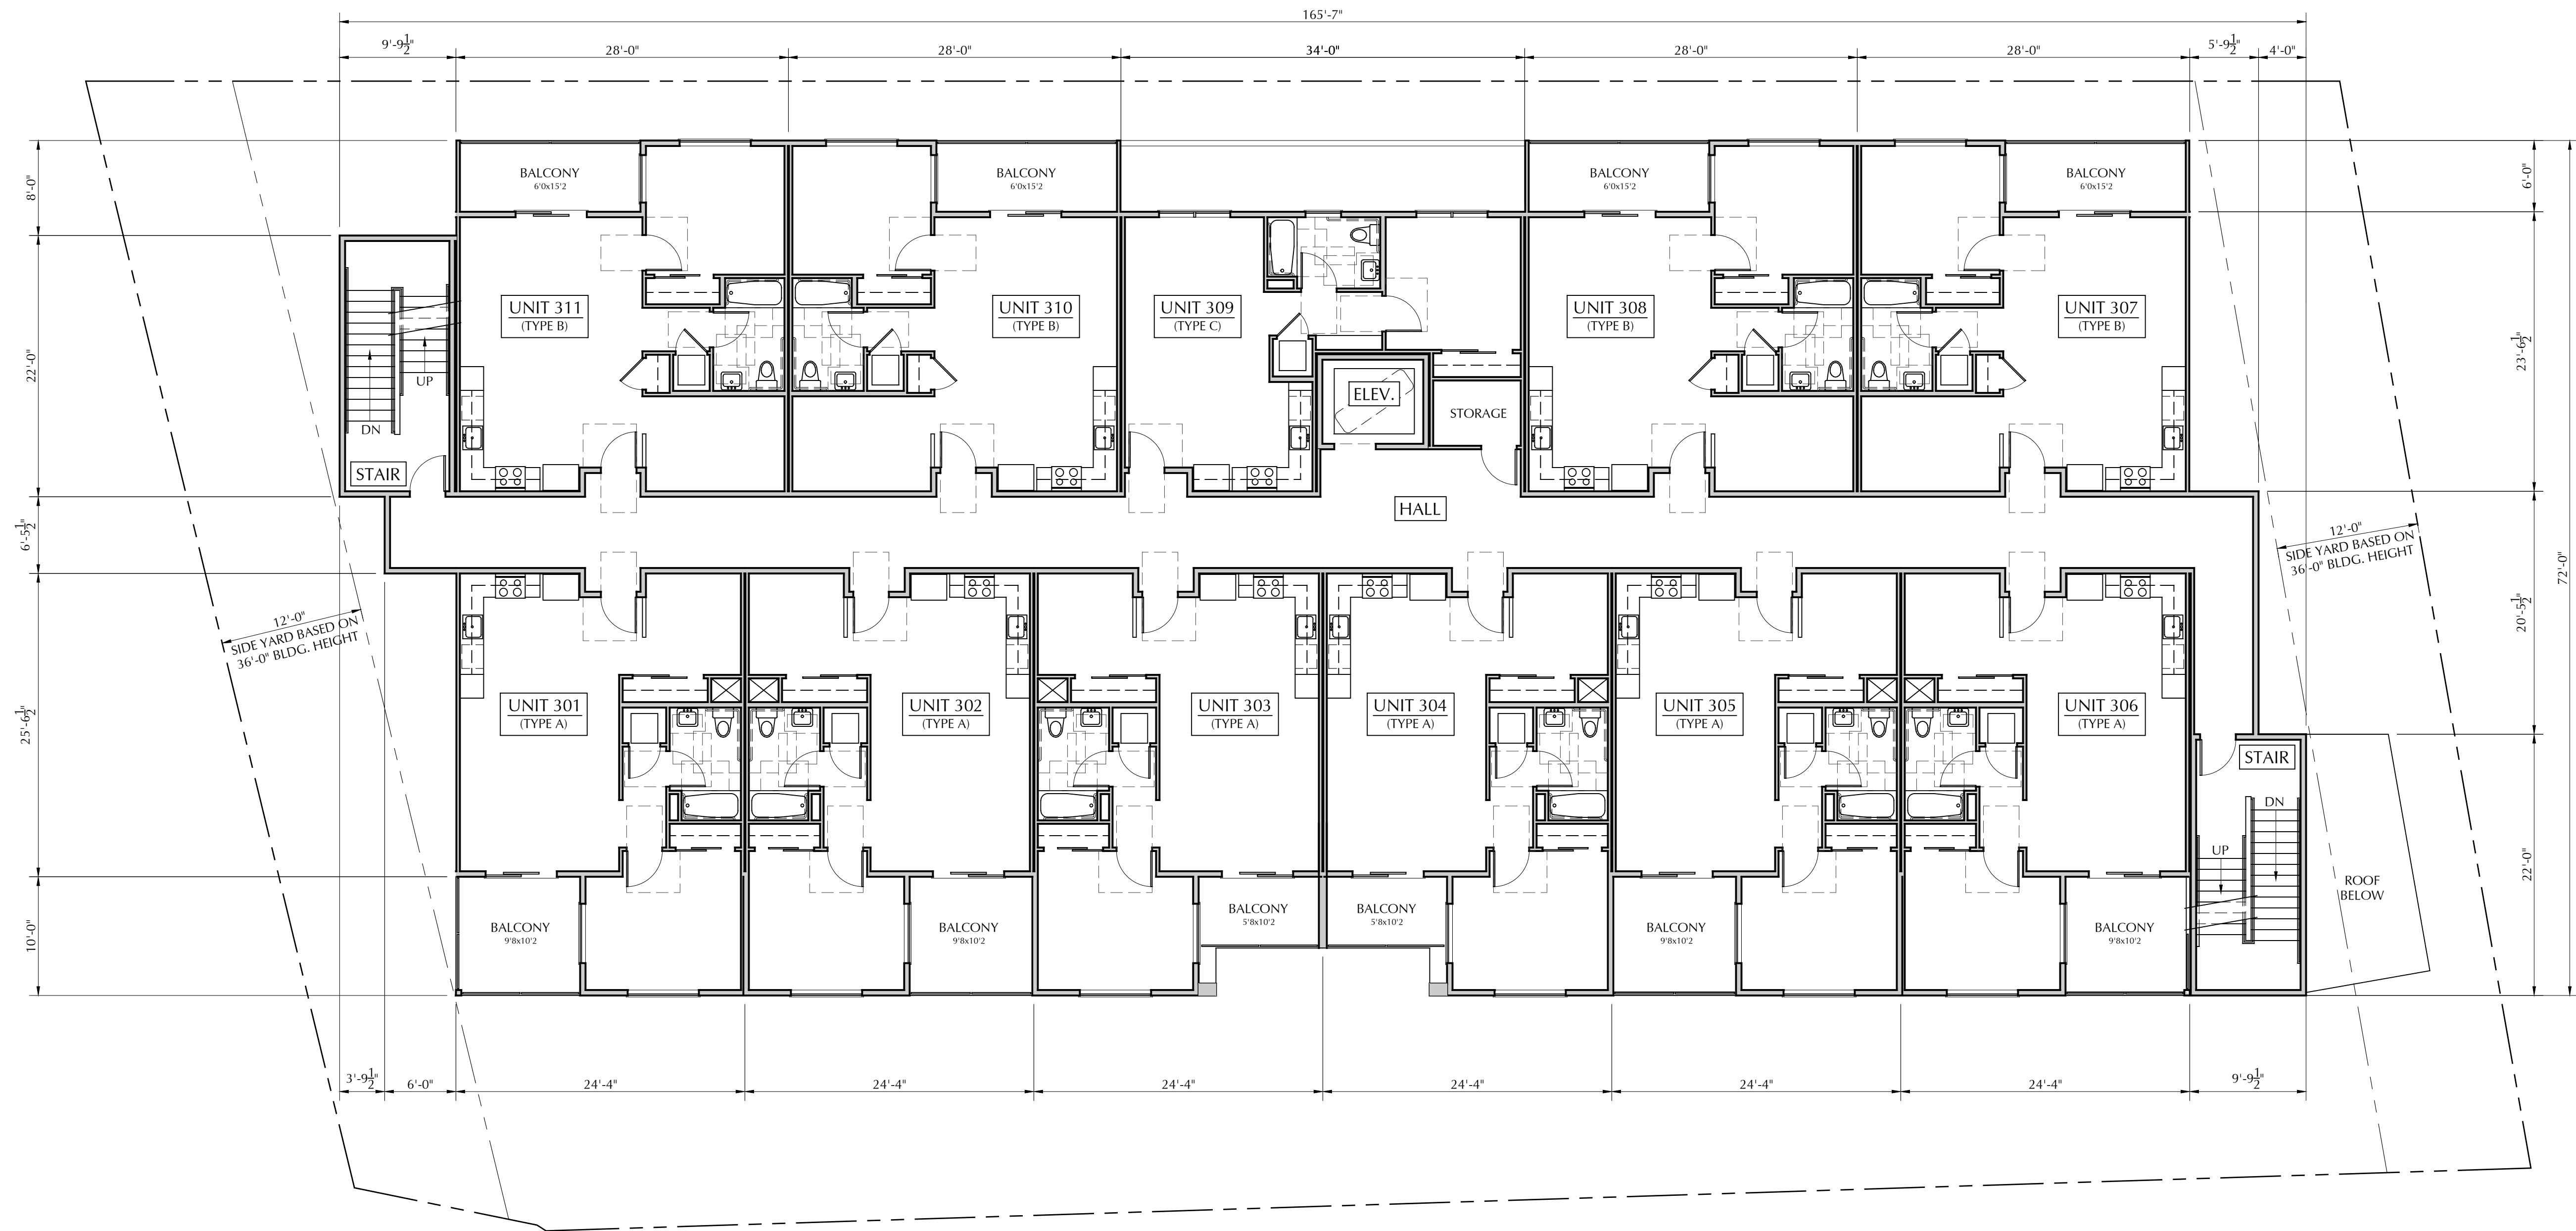 165'-7"
9'-9 1/2"
28'-0"
28'-0"
34'-0"
28'-0"
28'-0"
5'-9 1/2"
4'-0"
8'-0"
22'-0"
6'-5 1/2"
25'-6 1/2"
10'-0"
BALCONY
6'0x15'2
BALCONY
6'0x15'2
BALCONY
6'0x15'2
BALCONY
6'0x15'2
6'-0"
23'-6 1/2"
20'-5 1/2"
22'-0"
72'-0"
UNIT 311
(TYPE B)
UNIT 310
(TYPE B)
UNIT 309
(TYPE C)
UNIT 308
(TYPE B)
UNIT 307
(TYPE B)
UP
DN
STAIR
ELEV.
STORAGE
HALL
12'-0"
SIDE YARD BASED ON
36'-0" BLDG. HEIGHT
12'-0"
SIDE YARD BASED ON
36'-0" BLDG. HEIGHT
UNIT 301
(TYPE A)
UNIT 302
(TYPE A)
UNIT 303
(TYPE A)
UNIT 304
(TYPE A)
UNIT 305
(TYPE A)
UNIT 306
(TYPE A)
STAIR
DN
UP
ROOF
BELOW
BALCONY
9'8x10'2
BALCONY
9'8x10'2
BALCONY
5'8x10'2
BALCONY
5'8x10'2
BALCONY
9'8x10'2
BALCONY
9'8x10'2
3'-9 1/2"
6'-0"
24'-4"
24'-4"
24'-4"
24'-4"
24'-4"
24'-4"
9'-9 1/2"